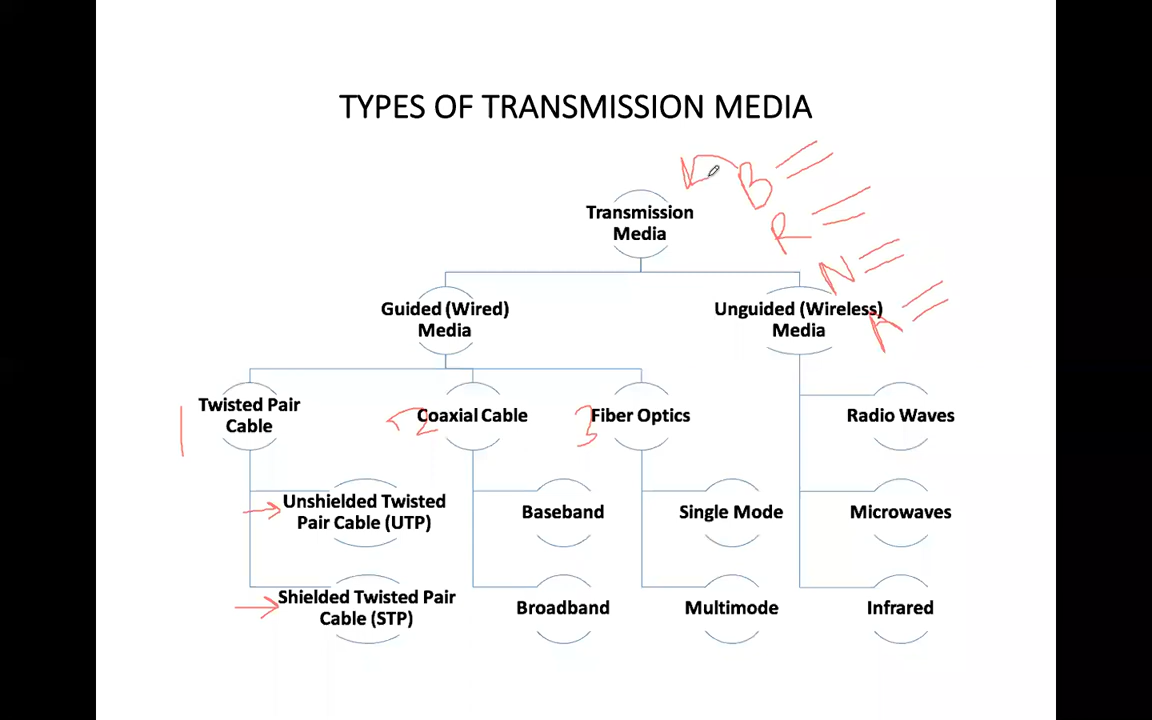 TYPES OF TRANSMISSION MEDIA
B
R
N
A
Transmission
Media
Guided (Wired)
Media
Unguided (Wireless)
Media
1
Twisted Pair
Cable
2
Coaxial Cable
3
Fiber Optics
Radio Waves
Unshielded Twisted
Pair Cable (UTP)
Baseband
Single Mode
Microwaves
Shielded Twisted Pair
Cable (STP)
Broadband
Multimode
Infrared